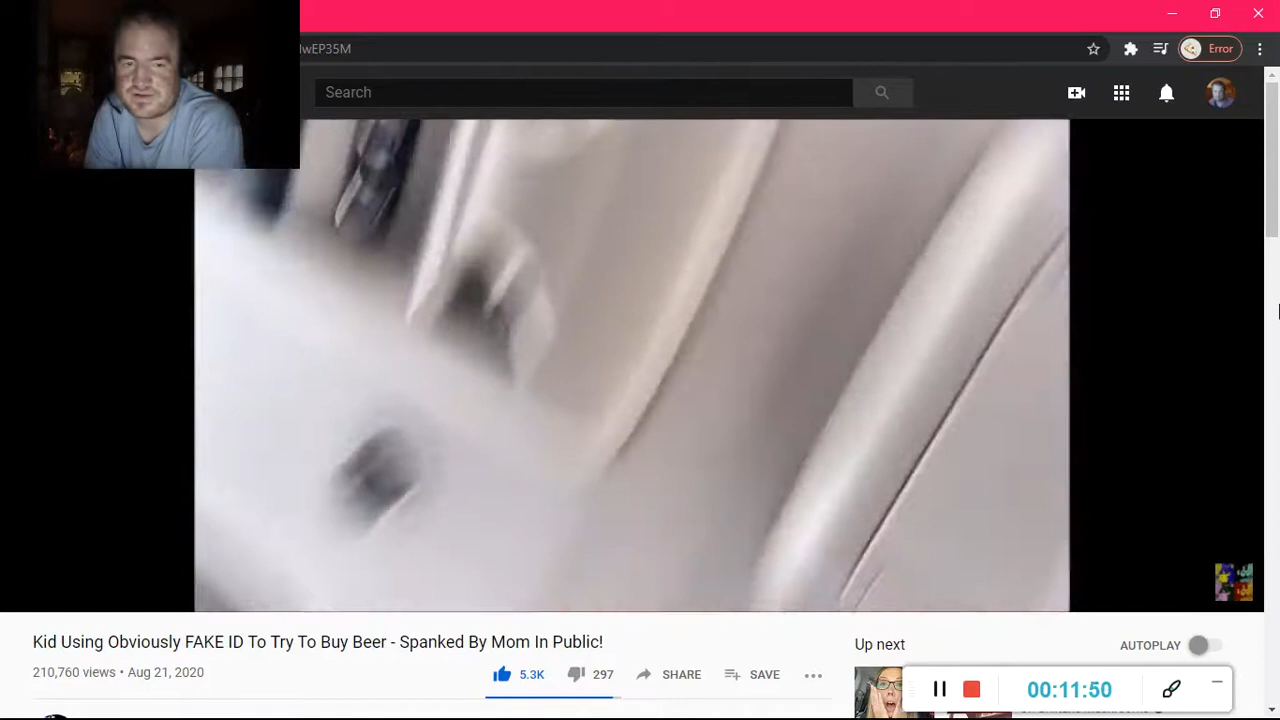 IwEP35M
Error
Search
Kid Using Obviously FAKE ID To Try To Buy Beer - Spanked By Mom In Public!
210,760 views • Aug 21, 2020
5.3K
297
SHARE
SAVE
Up next
AUTOPLAY
00:11:50